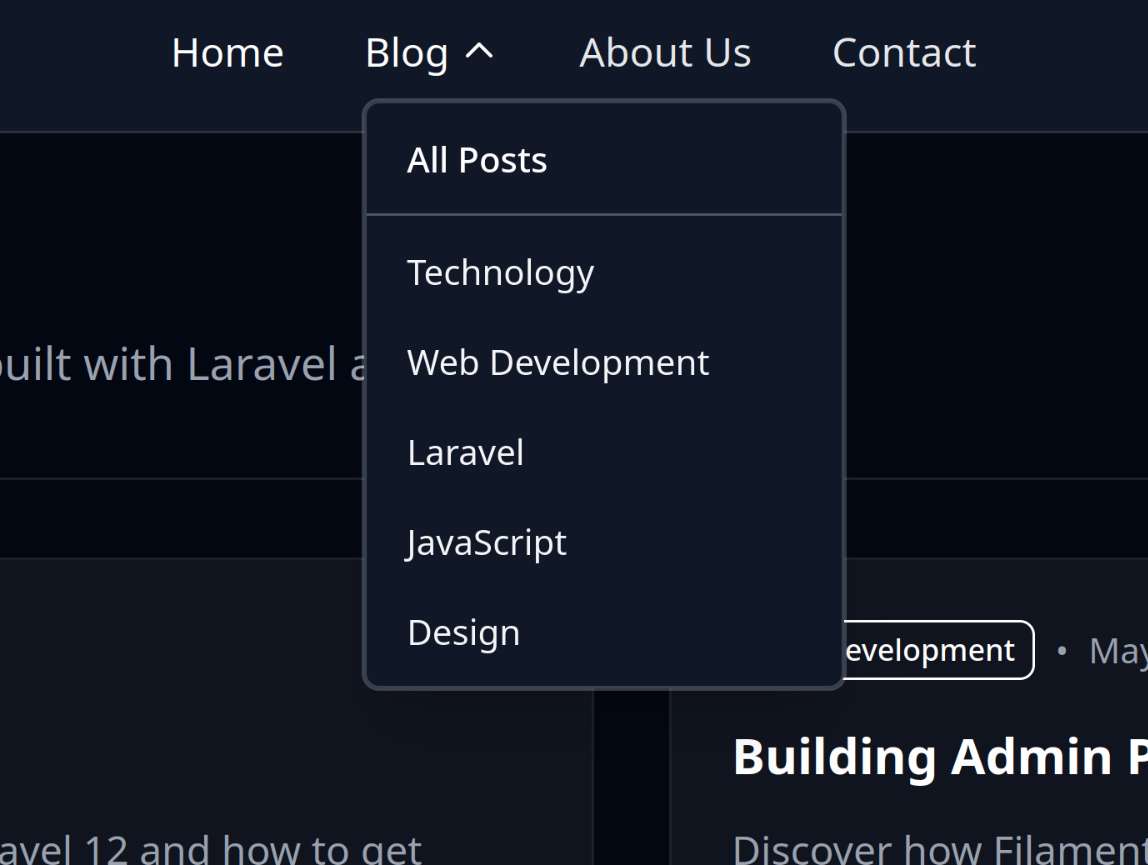 Home Blog About Us Contact
All Posts
Technology
built with Laravel
Web Development
Laravel
JavaScript
Design
evelopment • May
Building Admin P
avel 12 and how to get
Discover how Filament